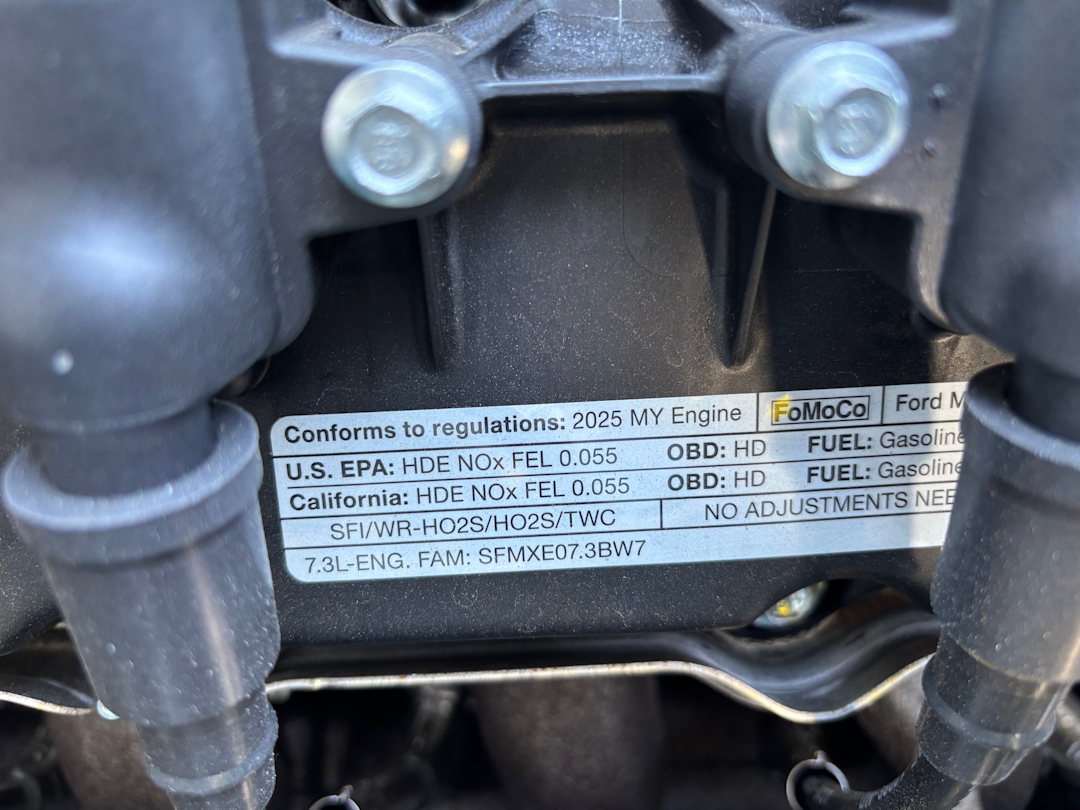 Conforms to regulations: 2025 MY Engine FoMoCo Ford
U.S. EPA: HDE NOx FEL 0.055 OBD: HD FUEL: Gasoline
California: HDE NOx FEL 0.055 OBD: HD FUEL: Gasoline
SFI/WR-HO2S/HO2S/TWC NO ADJUSTMENTS
7.3L-ENG. FAM: SFMXE07.3BW7